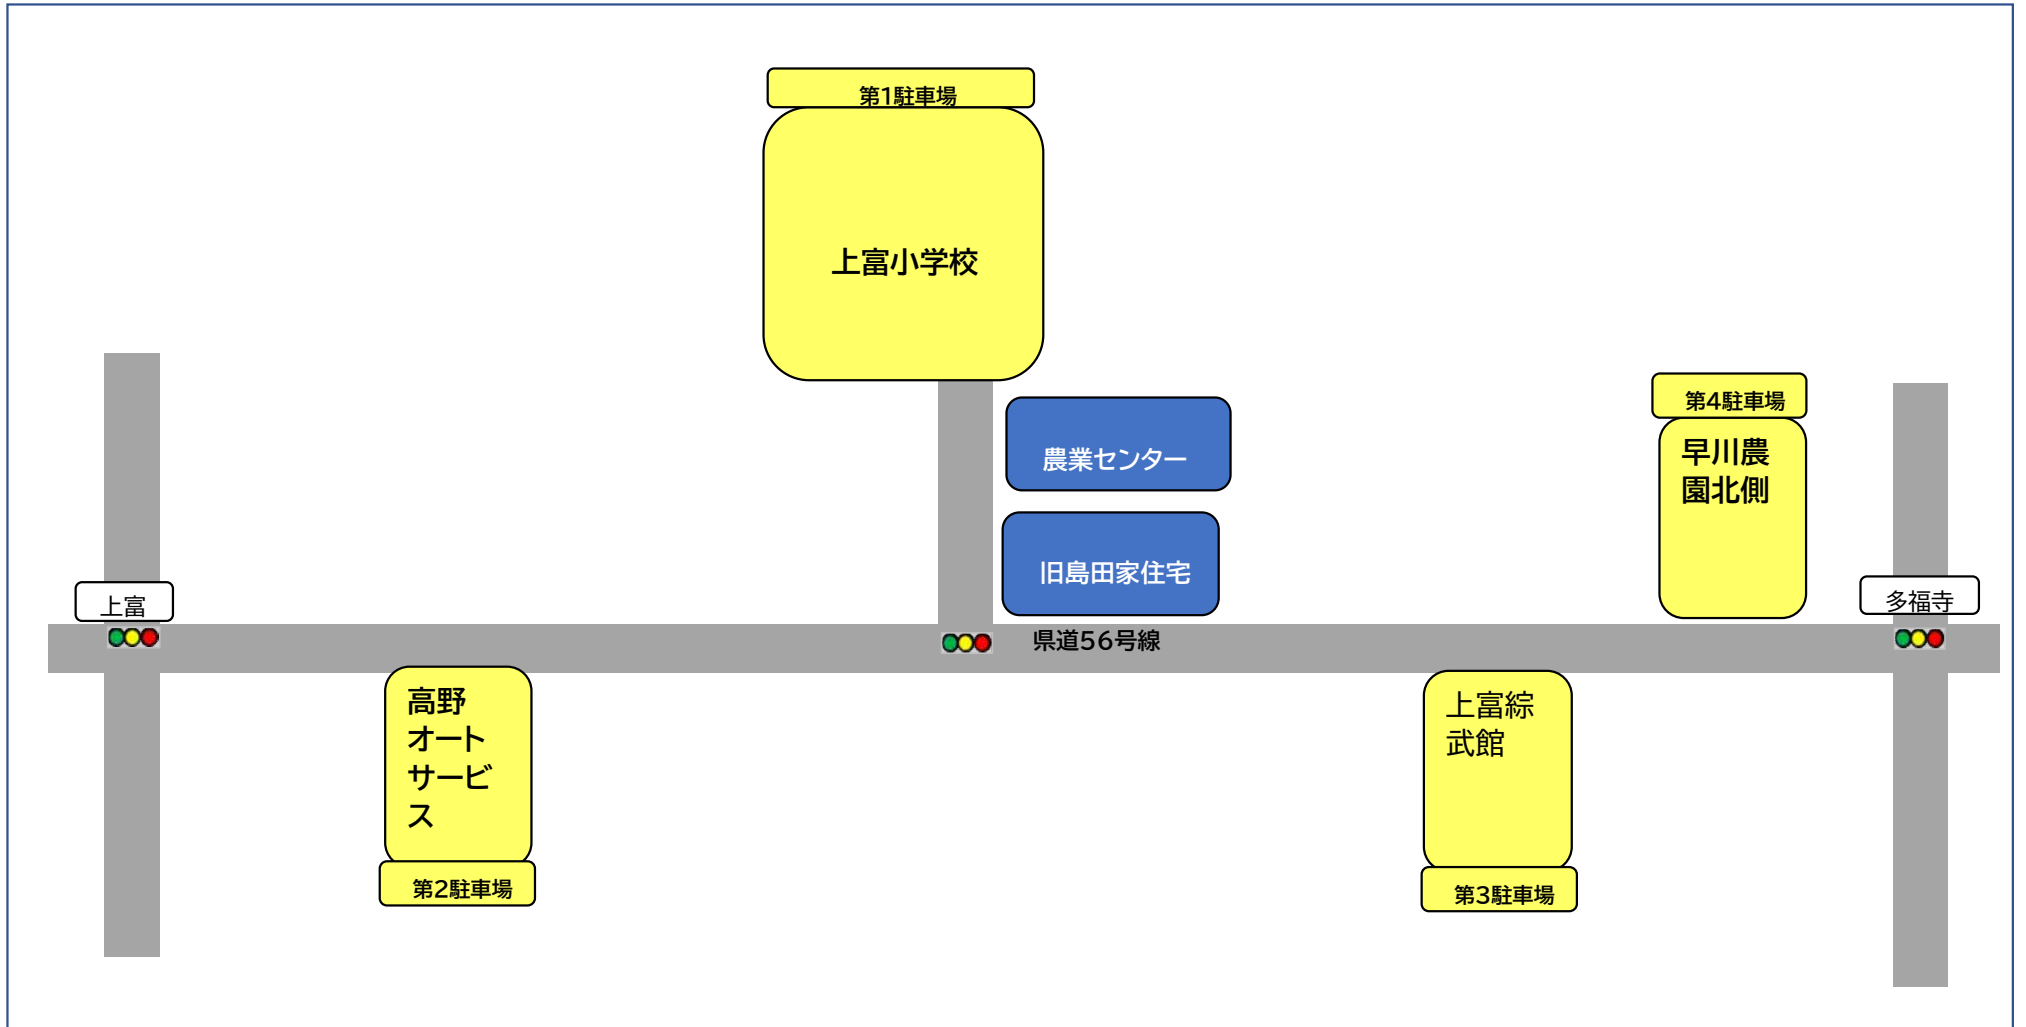 第1駐車場
上富小学校
第4駐車場
早川農
園北側
農業センター
旧島田家住宅
上富
多福寺
県道56号線
高野
オート
サービ
ス
第2駐車場
上富綜
武館
第3駐車場